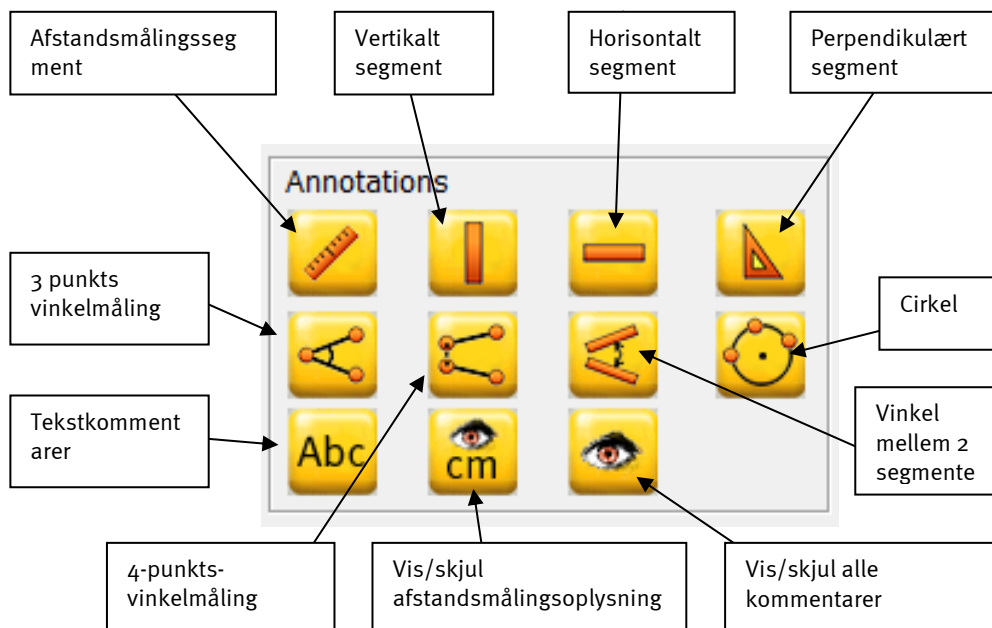 Afstandsmålingsseg
ment
Vertikalt
segment
Horisontalt
segment
Perpendikulært
segment
Annotations
3 punkts
vinkelmåling
Cirkel
Tekstkomment
arer
Abc
cm
Vinkel
mellem 2
segmente
4-punkts-
vinkelmåling
Vis/skjul
afstandsmålingsoplysning
Vis/skjul alle
kommentarer